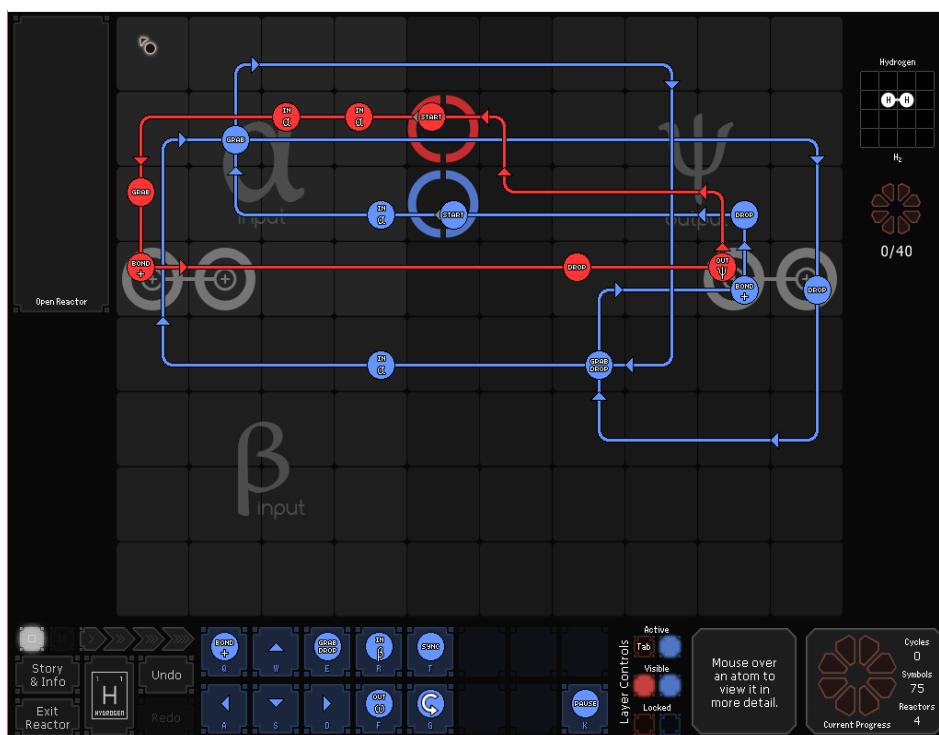 Hydrogen
H H
H₂
0/40
IN α
IN α
START
GRAB
GRAB
α
input
ψ
output
IN α
START
DROP
BOND +
DROP
OUT ψ
BOND +
DROP
Open Reactor
IN α
GRAB DROP
β
input
BOND + Q
W
GRAB DROP E
IN β R
SYNC T
Story & Info
1
H
HYDROGEN
Undo
Exit Reactor
Redo
A
S
D
OUT ω F
G
PAUSE K
Layer Controls
Active
Tab
Visible
Locked
Mouse over
an atom to
view it in
more detail.
Cycles
0
Symbols
75
Reactors
4
Current Progress